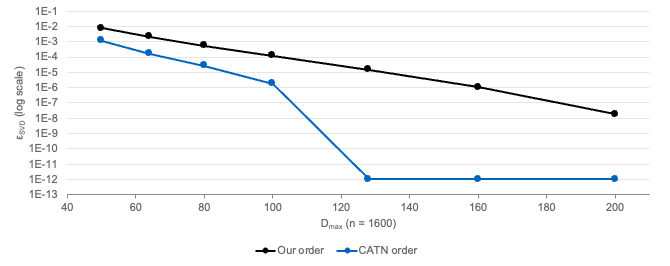 1E-1
1E-2
1E-3
1E-4
1E-5
1E-6
1E-7
1E-8
1E-9
1E-10
1E-11
1E-12
1E-13
εSVD (log scale)
40 60 80 100 120 140 160 180 200
Dmax (n = 1600)
Our order CATN order